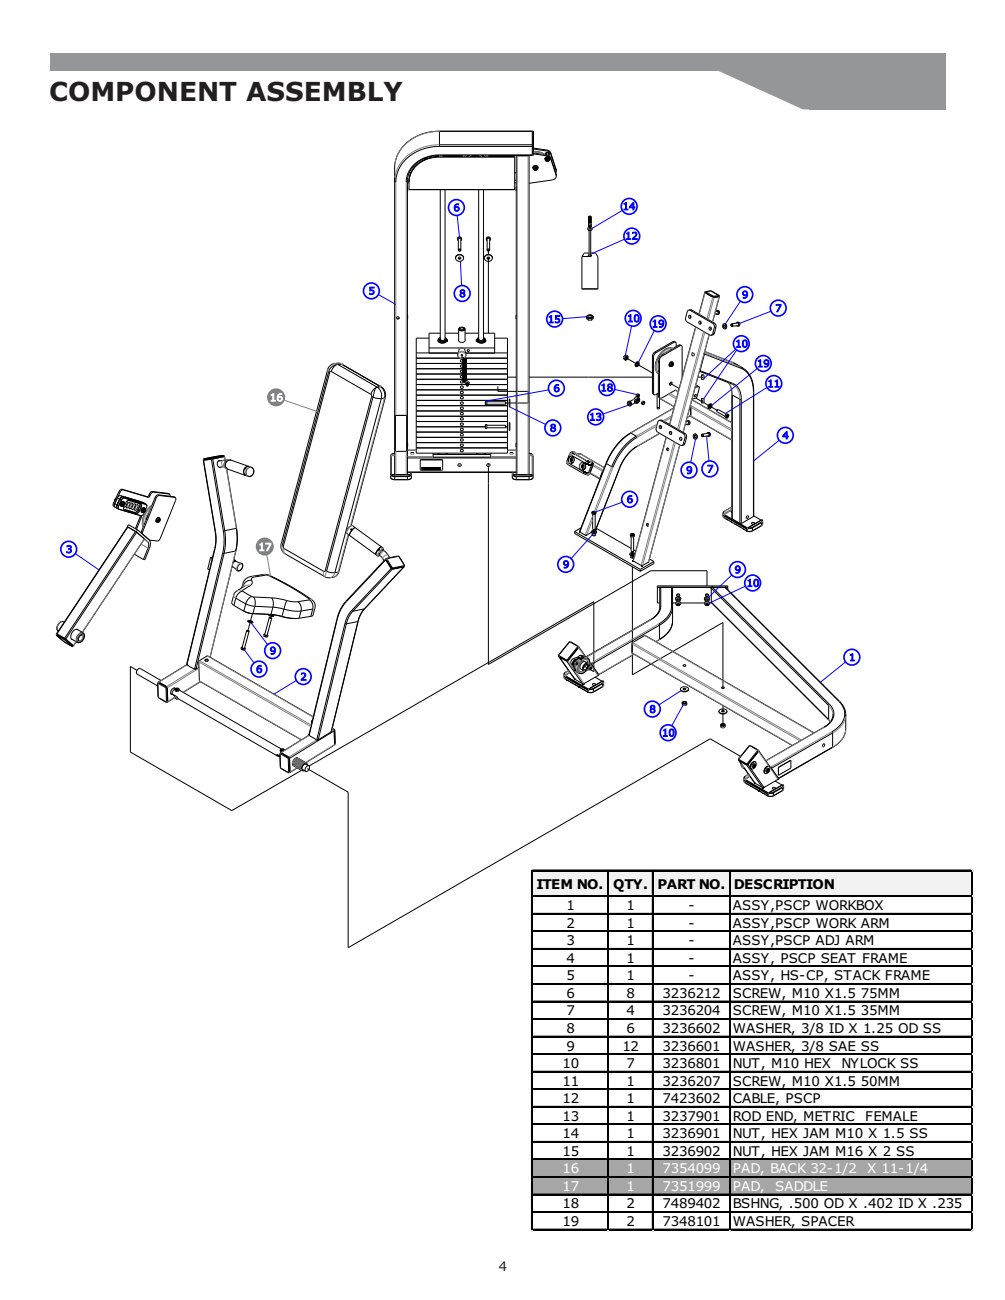 COMPONENT ASSEMBLY
14
6
12
5
8
9
7
15
10
19
10
19
11
16
6
18
13
8
4
9
7
6
3
17
9
9
10
9
6
2
1
8
10
ITEM NO. QTY. PART NO. DESCRIPTION
1 1 - ASSY,PSCP WORKBOX
2 1 - ASSY,PSCP WORK ARM
3 1 - ASSY,PSCP ADJ ARM
4 1 - ASSY, PSCP SEAT FRAME
5 1 - ASSY, HS-CP, STACK FRAME
6 8 3236212 SCREW, M10 X1.5 75MM
7 4 3236204 SCREW, M10 X1.5 35MM
8 6 3236602 WASHER, 3/8 ID X 1.25 OD SS
9 12 3236601 WASHER, 3/8 SAE SS
10 7 3236801 NUT, M10 HEX NYLOCK SS
11 1 3236207 SCREW, M10 X1.5 50MM
12 1 7423602 CABLE, PSCP
13 1 3237901 ROD END, METRIC FEMALE
14 1 3236901 NUT, HEX JAM M10 X 1.5 SS
15 1 3236902 NUT, HEX JAM M16 X 2 SS
16 1 7354099 PAD, BACK 32-1/2 X 11-1/4
17 1 7351999 PAD, SADDLE
18 2 7489402 BSHNG, .500 OD X .402 ID X .235
19 2 7348101 WASHER, SPACER
4